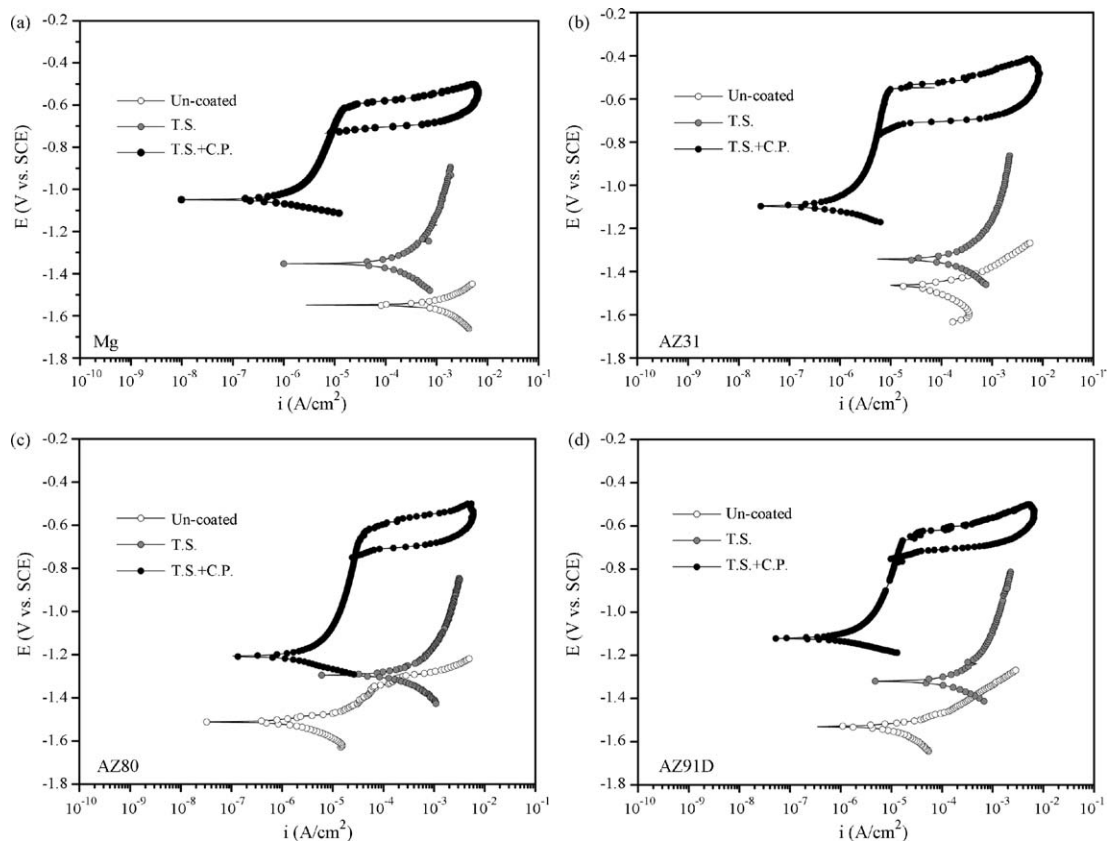 (a)
-0.2
-0.4
-0.6
-0.8
-1.0
-1.2
-1.4
-1.6
-1.8
E (V vs. SCE)
Un-coated
T.S.
T.S.+C.P.
Mg
10⁻¹⁰ 10⁻⁹ 10⁻⁸ 10⁻⁷ 10⁻⁶ 10⁻⁵ 10⁻⁴ 10⁻³ 10⁻² 10⁻¹
i (A/cm²)
(b)
-0.2
-0.4
-0.6
-0.8
-1.0
-1.2
-1.4
-1.6
-1.8
E (V vs. SCE)
Un-coated
T.S.
T.S.+C.P.
AZ31
10⁻¹⁰ 10⁻⁹ 10⁻⁸ 10⁻⁷ 10⁻⁶ 10⁻⁵ 10⁻⁴ 10⁻³ 10⁻² 10⁻¹
i (A/cm²)
(c)
-0.2
-0.4
-0.6
-0.8
-1.0
-1.2
-1.4
-1.6
-1.8
E (V vs. SCE)
Un-coated
T.S.
T.S.+C.P.
AZ80
10⁻¹⁰ 10⁻⁹ 10⁻⁸ 10⁻⁷ 10⁻⁶ 10⁻⁵ 10⁻⁴ 10⁻³ 10⁻² 10⁻¹
i (A/cm²)
(d)
-0.2
-0.4
-0.6
-0.8
-1.0
-1.2
-1.4
-1.6
-1.8
E (V vs. SCE)
Un-coated
T.S.
T.S.+C.P.
AZ91D
10⁻¹⁰ 10⁻⁹ 10⁻⁸ 10⁻⁷ 10⁻⁶ 10⁻⁵ 10⁻⁴ 10⁻³ 10⁻² 10⁻¹
i (A/cm²)